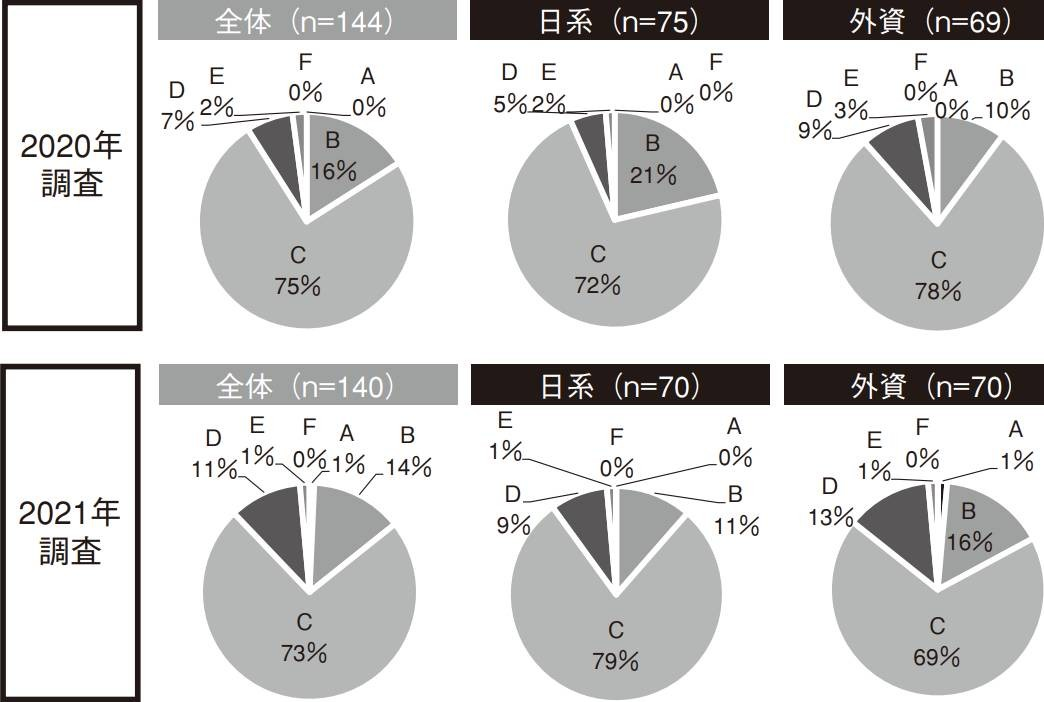 2020年
調査
全体（n=144）
F
0%
A
0%
E
2%
D
7%
B
16%
C
75%
日系（n=75）
D
5%
E
2%
A
0%
F
0%
B
21%
C
72%
外資（n=69）
D
9%
E
3%
F
0%
A
0%
B
10%
C
78%
2021年
調査
全体（n=140）
D
11%
E
1%
F
0%
A
1%
B
14%
C
73%
日系（n=70）
E
1%
F
0%
A
0%
D
9%
B
11%
C
79%
外資（n=70）
D
13%
E
1%
F
0%
A
1%
B
16%
C
69%